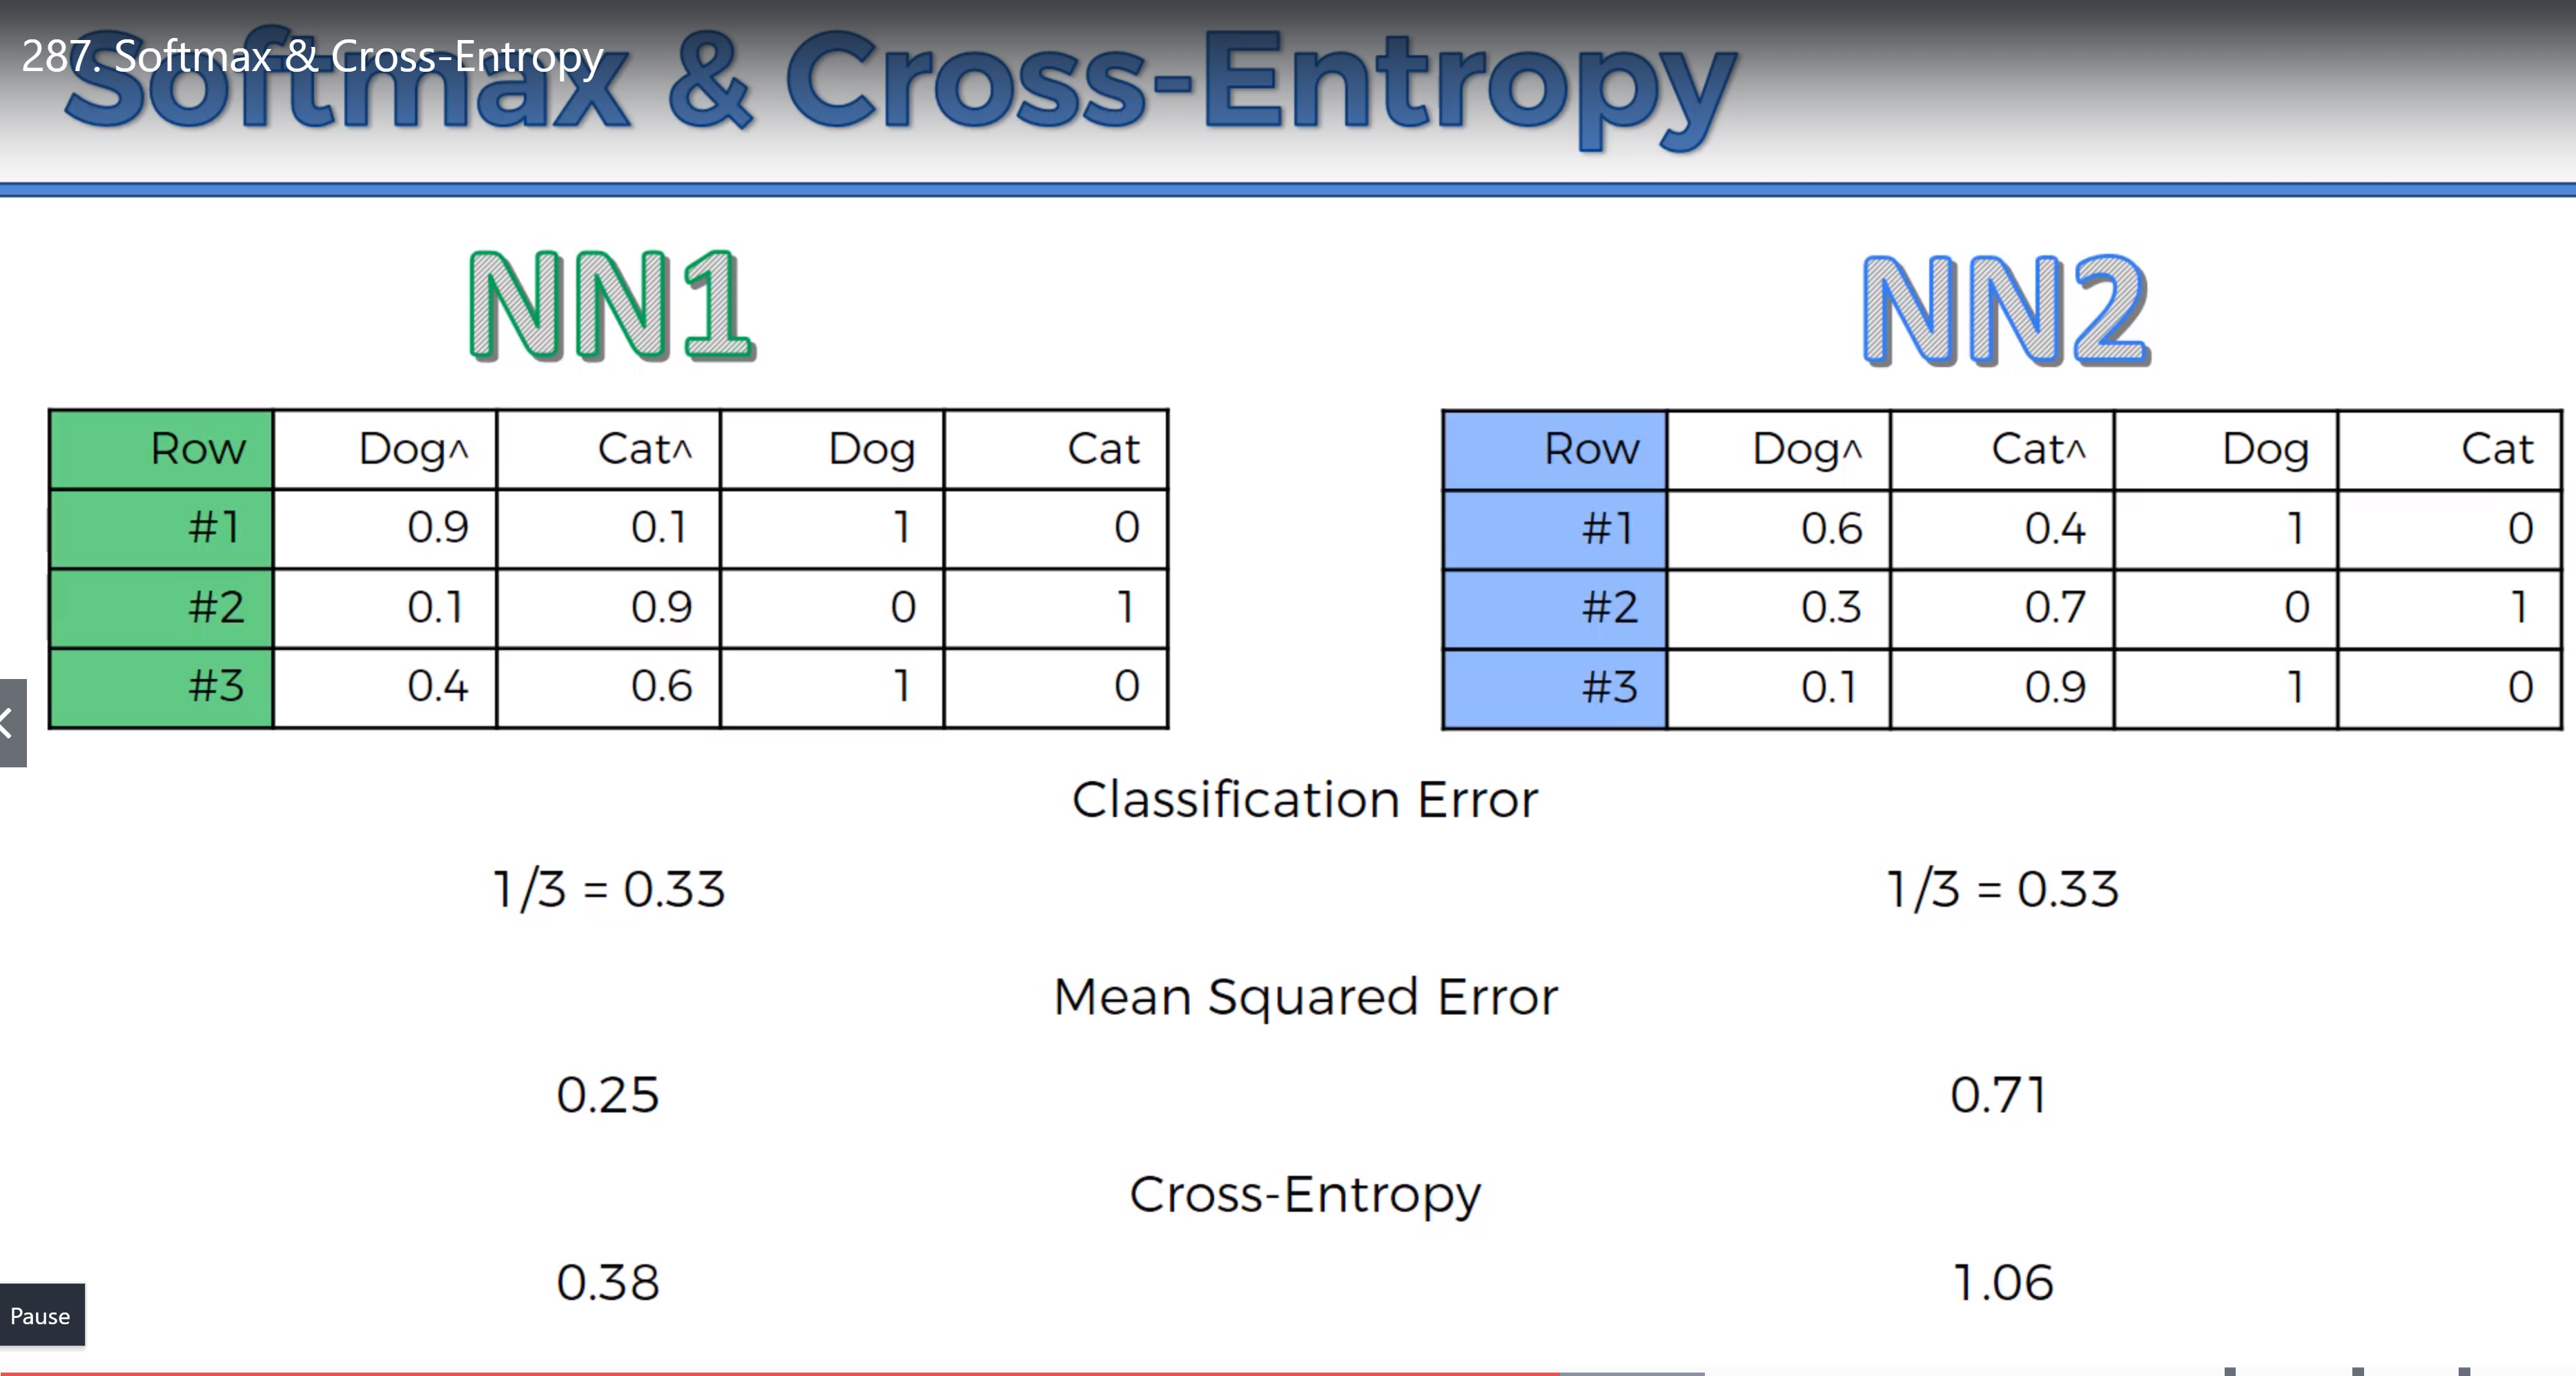 287. Softmax & Cross-Entropy
Softmax & Cross-Entropy
NN1
NN2
Row Dog^ Cat^ Dog Cat
#1 0.9 0.1 1 0
#2 0.1 0.9 0 1
#3 0.4 0.6 1 0
Row Dog^ Cat^ Dog Cat
#1 0.6 0.4 1 0
#2 0.3 0.7 0 1
#3 0.1 0.9 1 0
Classification Error
1/3 = 0.33
1/3 = 0.33
Mean Squared Error
0.25
0.71
Cross-Entropy
0.38
1.06
Pause